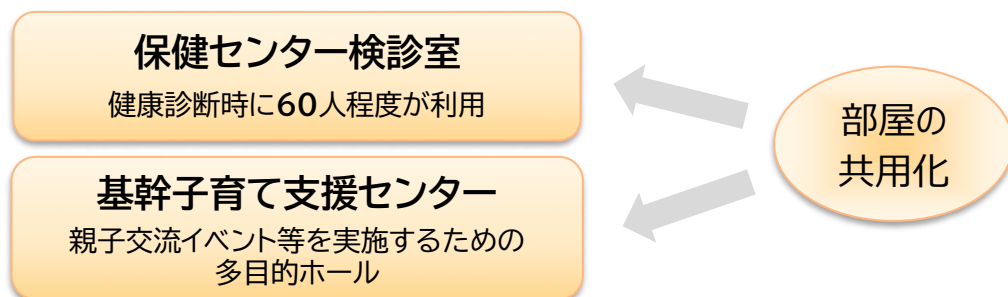 保健センター検診室
健康診断時に60人程度が利用
基幹子育て支援センター
親子交流イベント等を実施するための
多目的ホール
部屋の
共用化